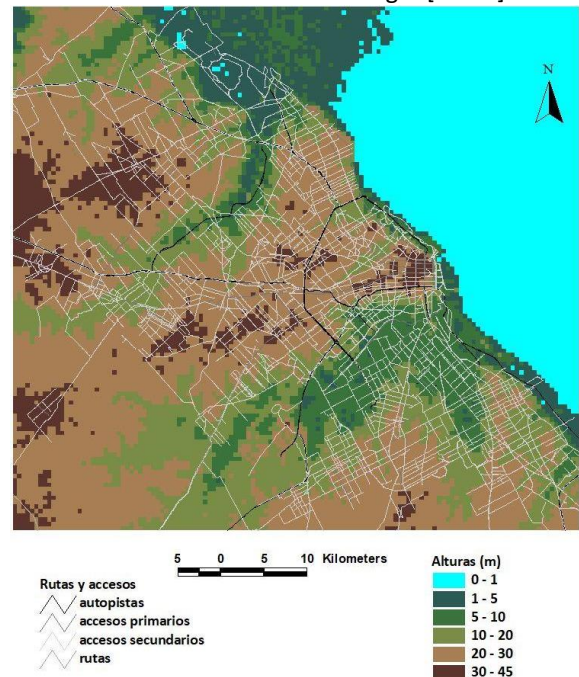 N
5 0 5 10 Kilometers
Rutas y accesos
autopistas
accesos primarios
accesos secundarios
rutas
Alturas (m)
0 - 1
1 - 5
5 - 10
10 - 20
20 - 30
30 - 45